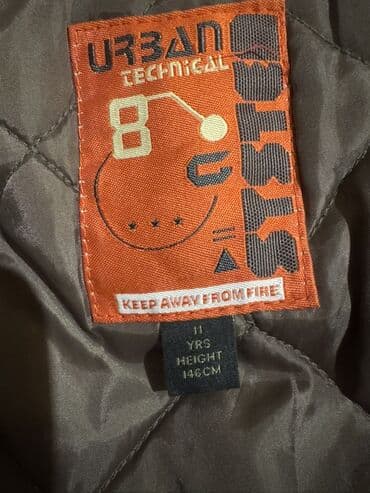 URBAN
TECHNICAL
8
SYSTEM
KEEP AWAY FROM FIRE
11
YRS
HEIGHT
146CM